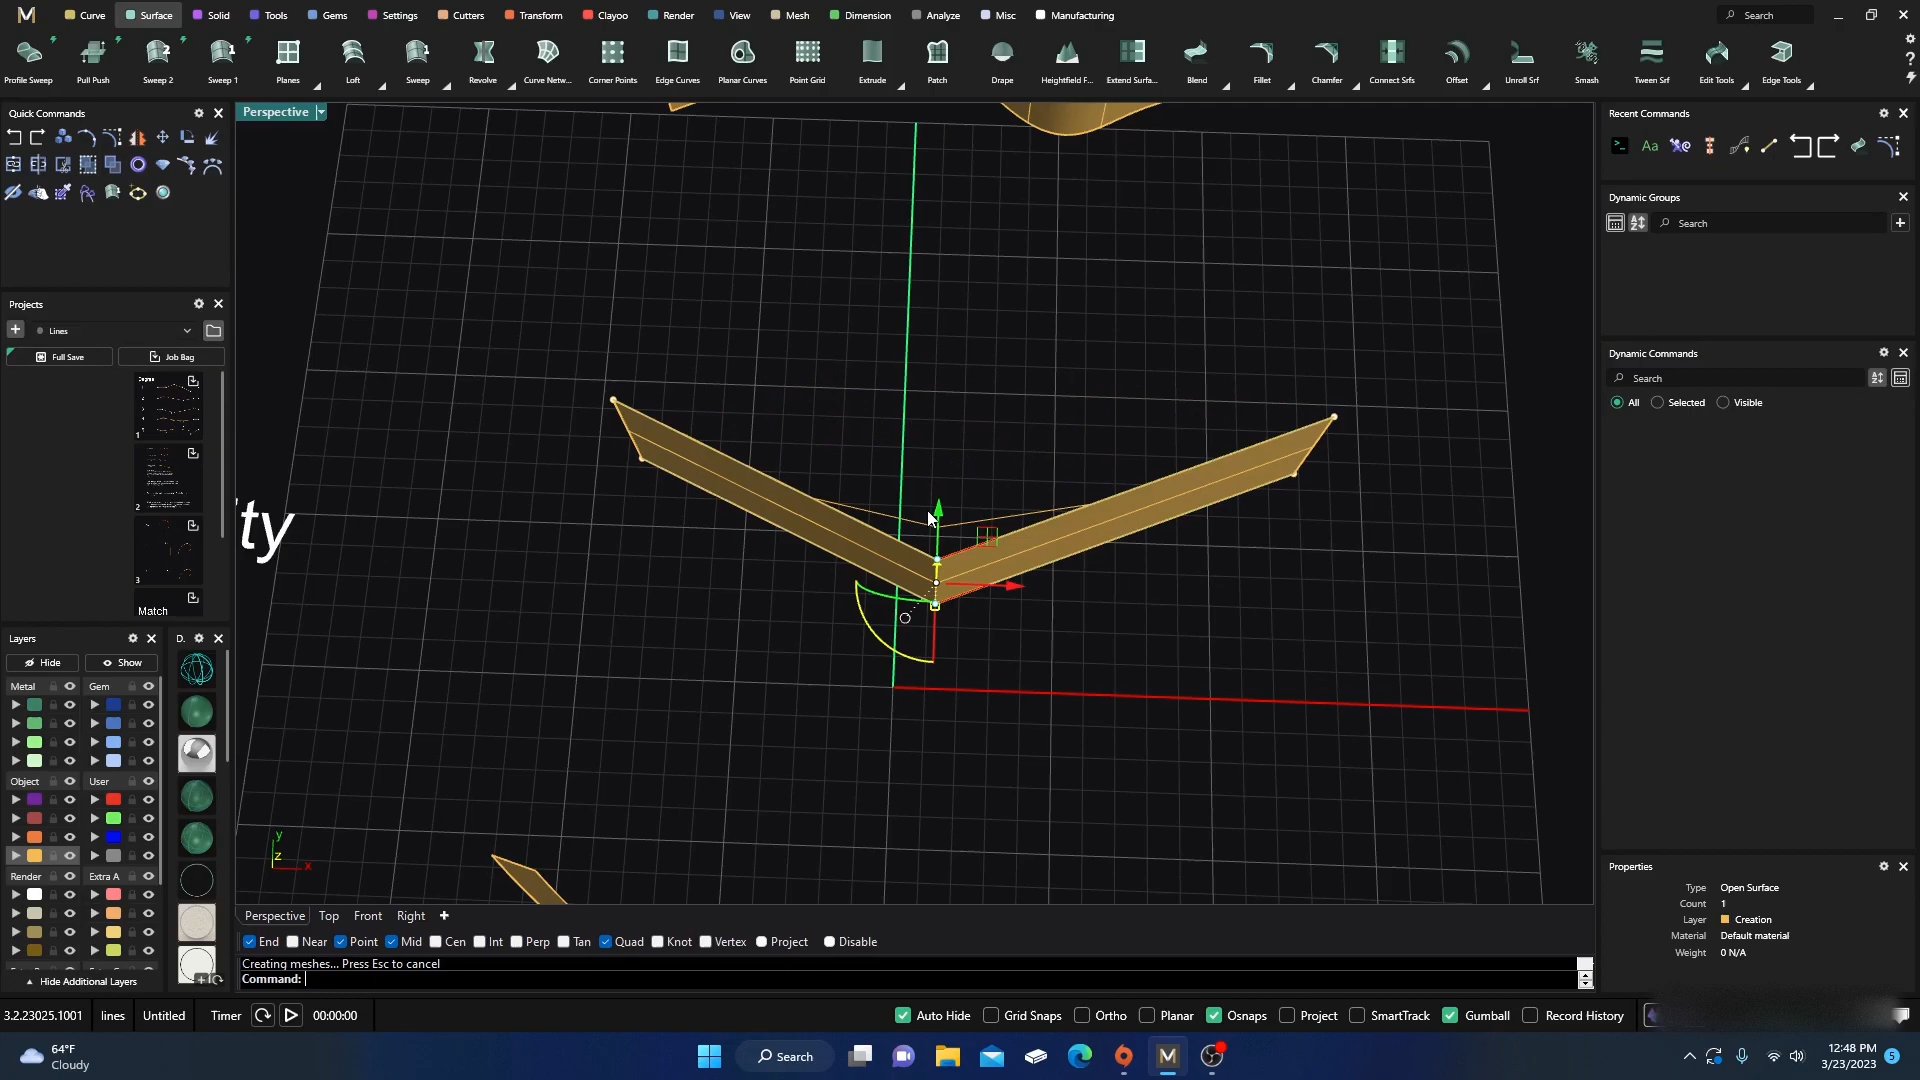 Curve Surface Solid Tools Gems Settings Cutters Transform Clayoo Render View Mesh Dimension Analyze Misc Manufacturing Search
Profile Sweep Pull Push Sweep 2 Sweep 1 Planes Loft Sweep Revolve Curve Netw... Corner Points Edge Curves Planar Curves Point Grid Extrude Patch Drape Heightfield F... Extend Surfa... Blend Fillet Chamfer Connect Srfs Offset Unroll Srf Smash Tween Srf Edit Tools Edge Tools
Quick Commands
Perspective
Recent Commands
Dynamic Groups
Search
Projects
Lines
Full Save Job Bag
Degree
1
2
3
Match
Dynamic Commands
Search
All Selected Visible
ity
Layers
D.
Hide Show
Metal Gem
Object User
Render Extra A
Hide Additional Layers
y
z
x
Properties
Type Open Surface
Count 1
Layer Creation
Material Default material
Weight 0 N/A
Perspective Top Front Right
End Near Point Mid Cen Int Perp Tan Quad Knot Vertex Project Disable
Creating meshes... Press Esc to cancel
Command:
3.2.23025.1001 lines Untitled Timer 00:00:00 Auto Hide Grid Snaps Ortho Planar Osnaps Project SmartTrack Gumball Record History
64°F
Cloudy
Search
12:48 PM
3/23/2023
5